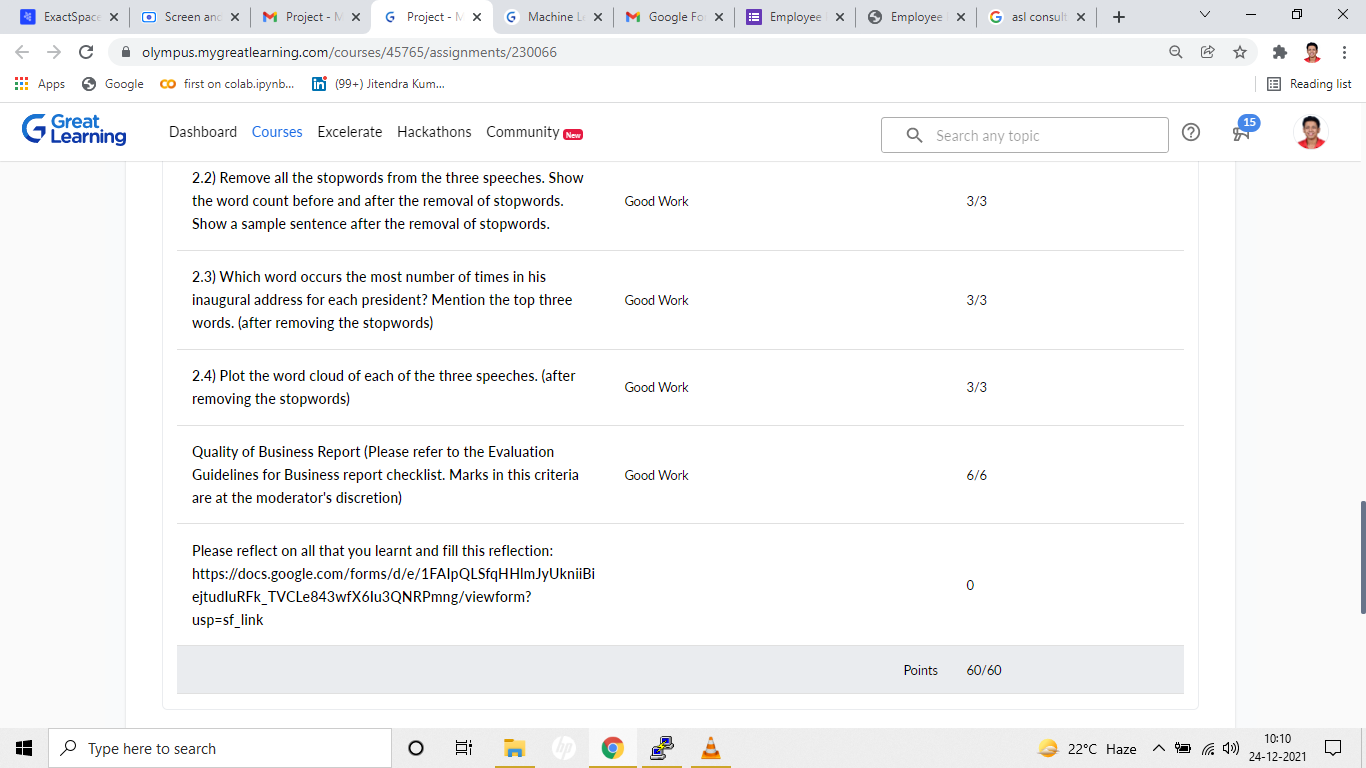 ExactSpace
Screen and
Project - M
Project - M
Machine L
Google Fo
Employee
Employee
asl consult
olympus.mygreatlearning.com/courses/45765/assignments/230066
Apps
Google
first on colab.ipynb...
(99+) Jitendra Kum...
Reading list
Great
Learning
Dashboard
Courses
Excelerate
Hackathons
Community
New
Search any topic
15
2.2) Remove all the stopwords from the three speeches. Show
the word count before and after the removal of stopwords.
Show a sample sentence after the removal of stopwords.
Good Work
3/3
2.3) Which word occurs the most number of times in his
inaugural address for each president? Mention the top three
words. (after removing the stopwords)
Good Work
3/3
2.4) Plot the word cloud of each of the three speeches. (after
removing the stopwords)
Good Work
3/3
Quality of Business Report (Please refer to the Evaluation
Guidelines for Business report checklist. Marks in this criteria
are at the moderator's discretion)
Good Work
6/6
Please reflect on all that you learnt and fill this reflection:
https://docs.google.com/forms/d/e/1FAIpQLSfqHHlmJyUkniiBi
ejtudIuRFk_TVCLe843wfX6Iu3QNRPmng/viewform?
usp=sf_link
0
Points
60/60
Type here to search
hp
22°C Haze
10:10
24-12-2021